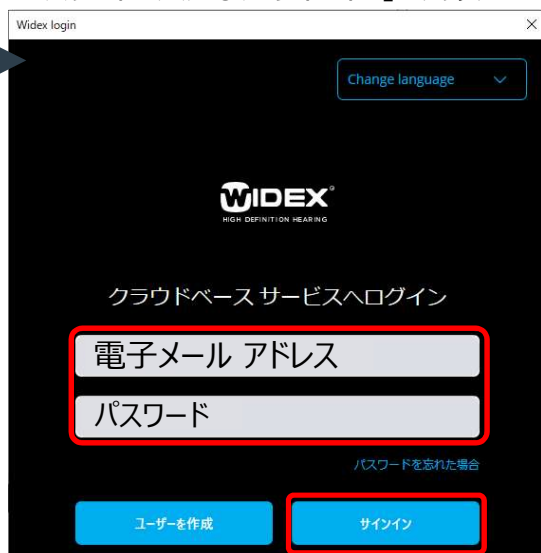 Widex login
Change language
WIDEX®
HIGH DEFINITION HEARING
クラウドベース サービスへログイン
電子メール アドレス
パスワード
パスワードを忘れた場合
ユーザーを作成
サインイン